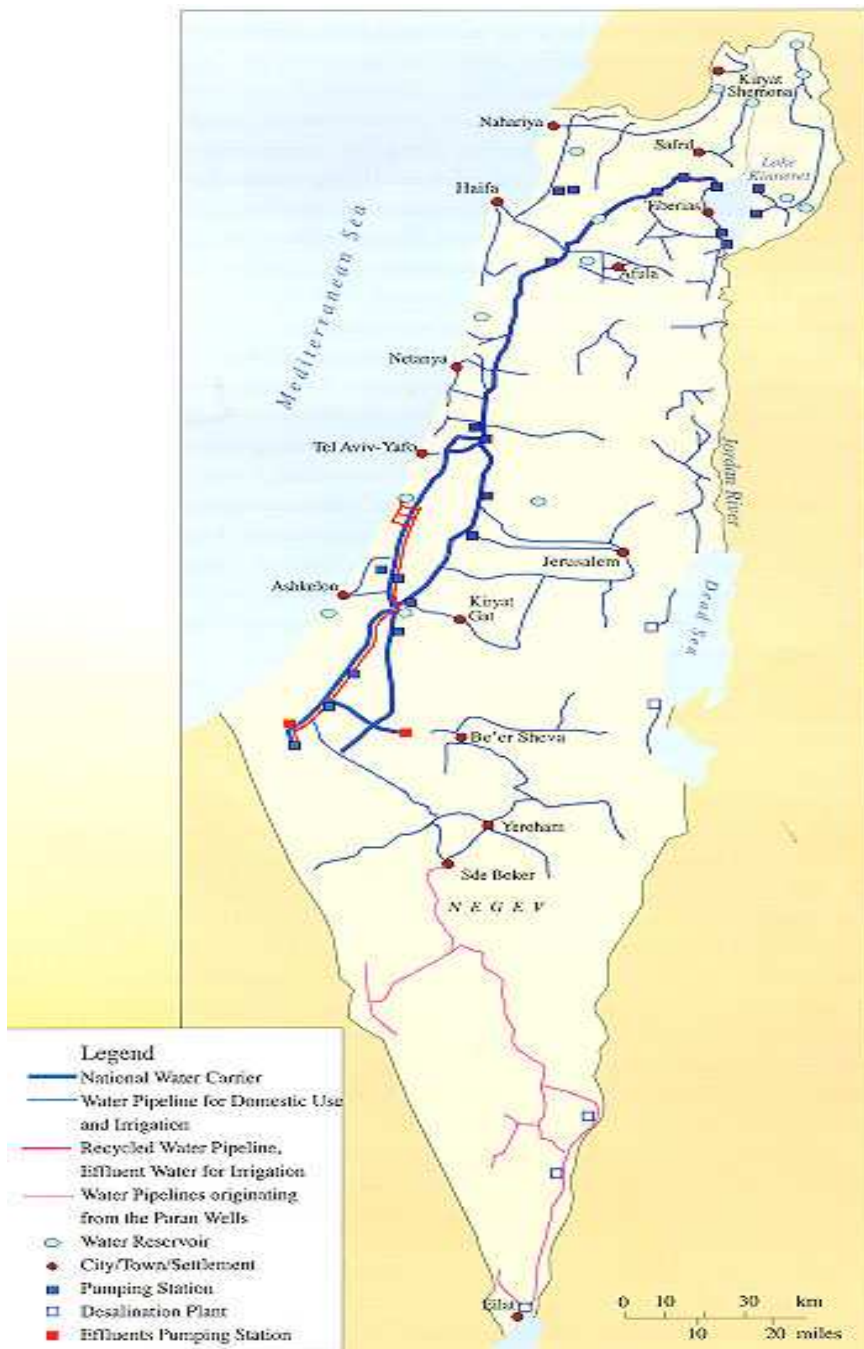 Kiryat
Shemona
Nahariya
Safed
Lake
Kinneret
Haifa
Tiberias
Afula
Mediterranean Sea
Netanya
Tel Aviv-Yafo
Jordan River
Jerusalem
Ashkelon
Kiryat
Gat
Dead Sea
Be'er Sheva
Yeroham
Sde Boker
NEGEV
Legend
National Water Carrier
Water Pipeline for Domestic Use
and Irrigation
Recycled Water Pipeline,
Effluent Water for Irrigation
Water Pipelines originating
from the Paran Wells
Water Reservoir
City/Town/Settlement
Pumping Station
Desalination Plant
Effluents Pumping Station
Eilat
0 10 30 km
10 20 miles